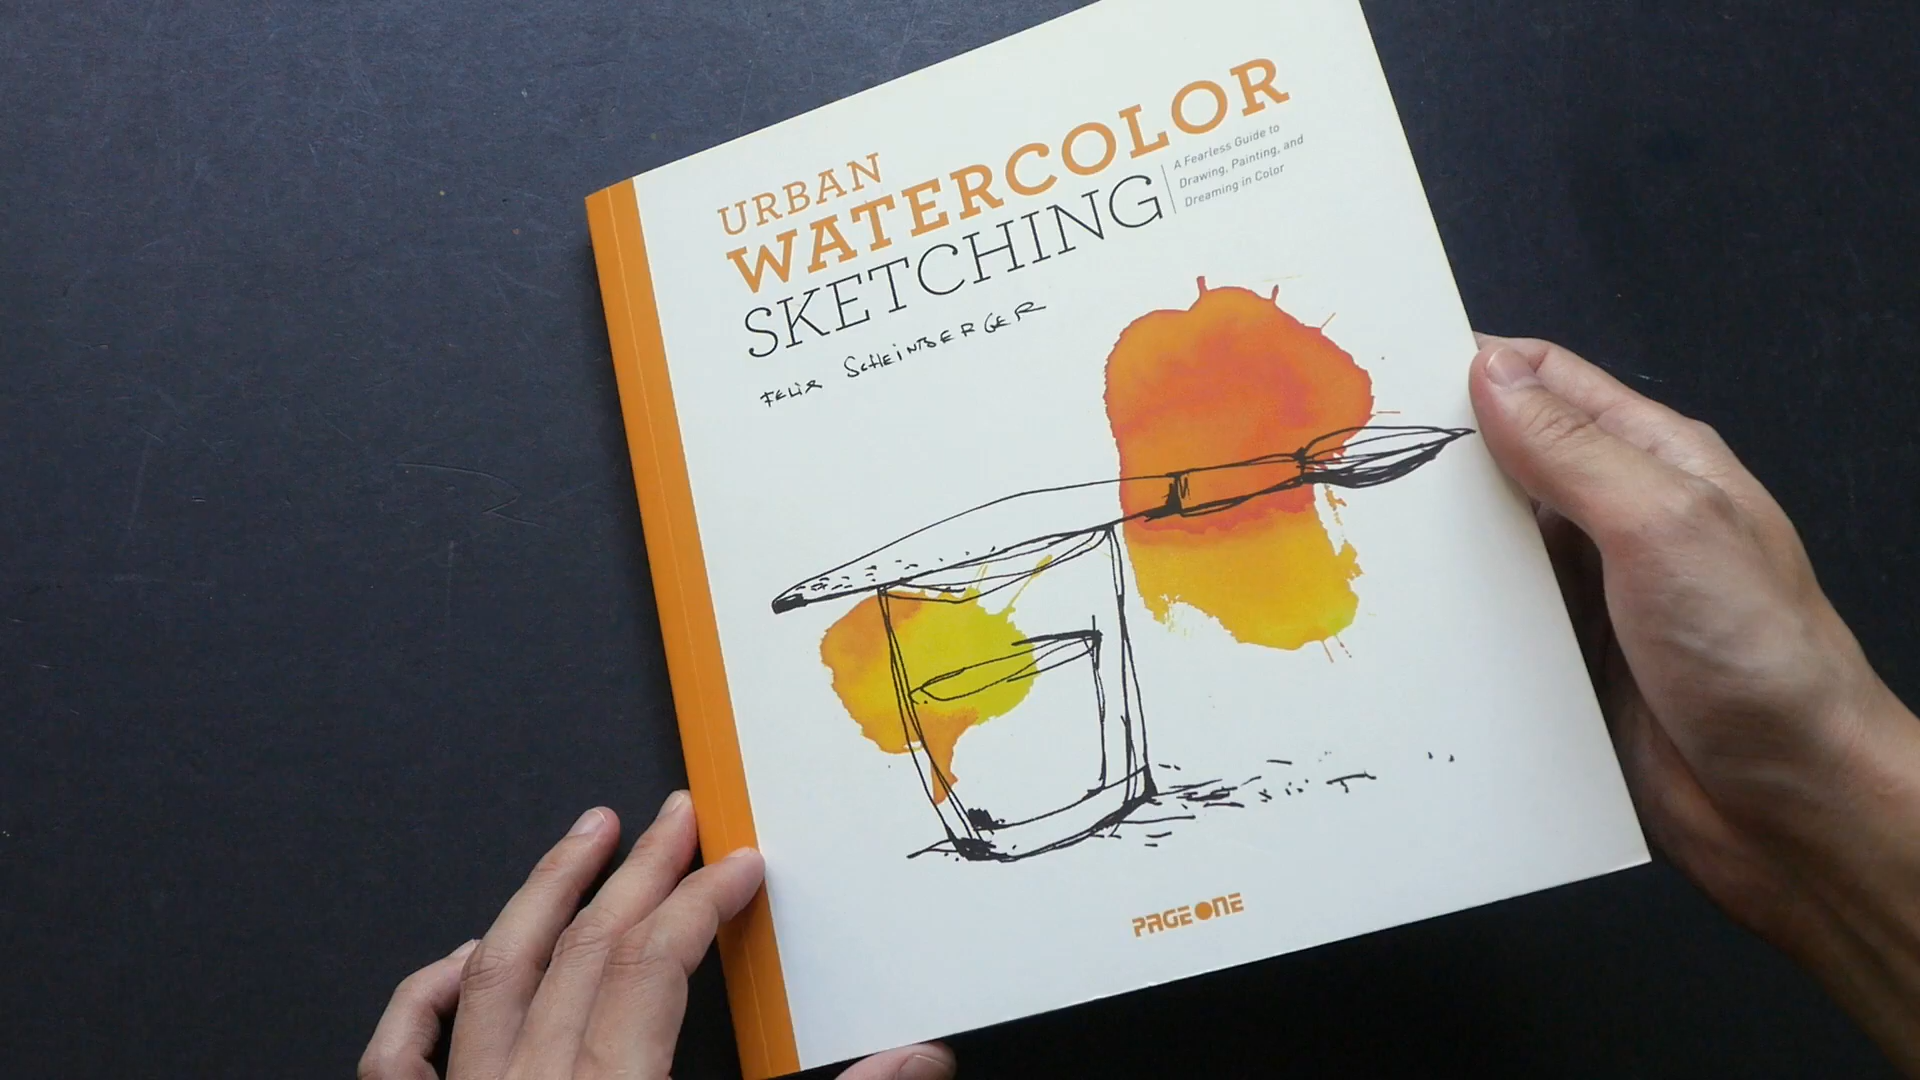 URBAN
WATERCOLOR
SKETCHING
A Fearless Guide to
Drawing, Painting, and
Dreaming in Color
FELIX SCHEINBERGER
PAGE ONE